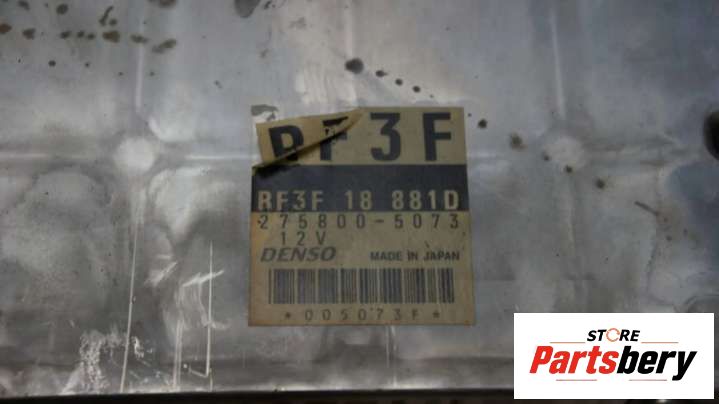 RF3F
RF3F 18 881D
275800-5073
12V
DENSO MADE IN JAPAN
*005073F*
STORE
Partsbery